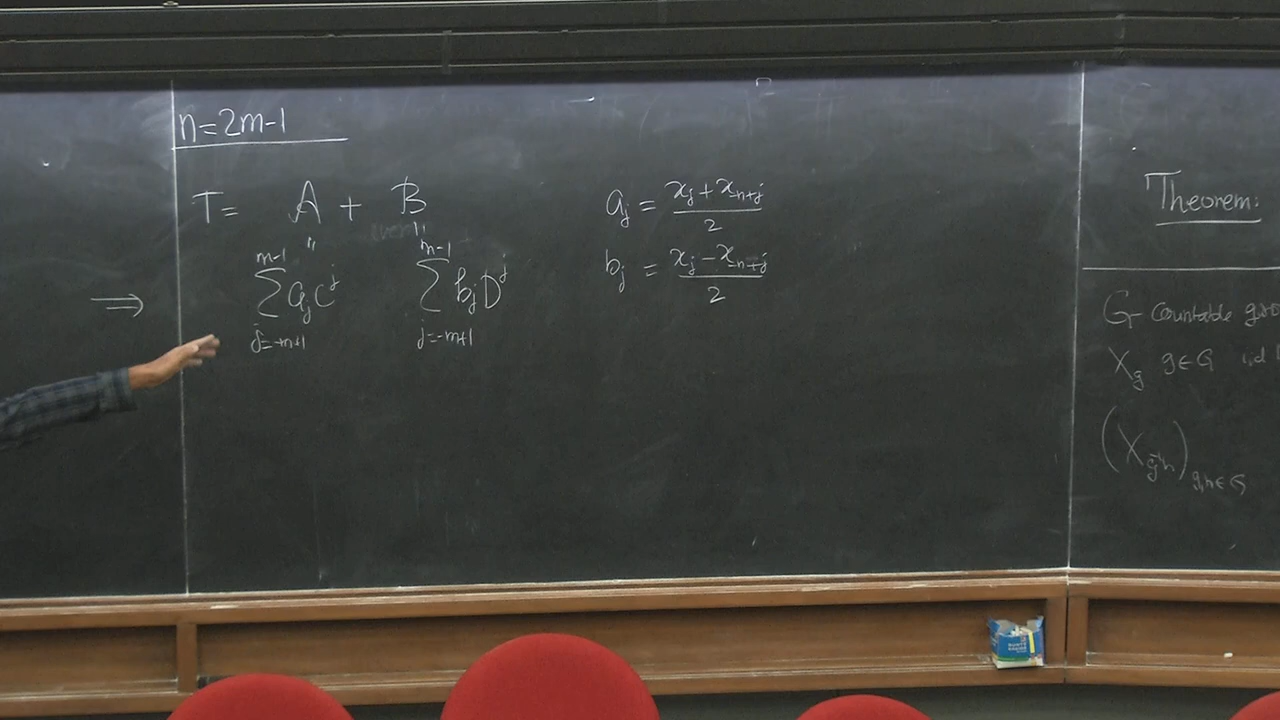 n=2m-1
T= A + B
" "
m-1 m-1
∑ a_j C^j ∑ b_j D^j
j=-m+1 j=-m+1
⇒
a_j = (x_j + x_{n+j})/2
b_j = (x_j - x_{n+j})/2
Theorem:
G countable
X_g g∈G i.i.d
(X_{g^{-1}h})_{g,h∈G}